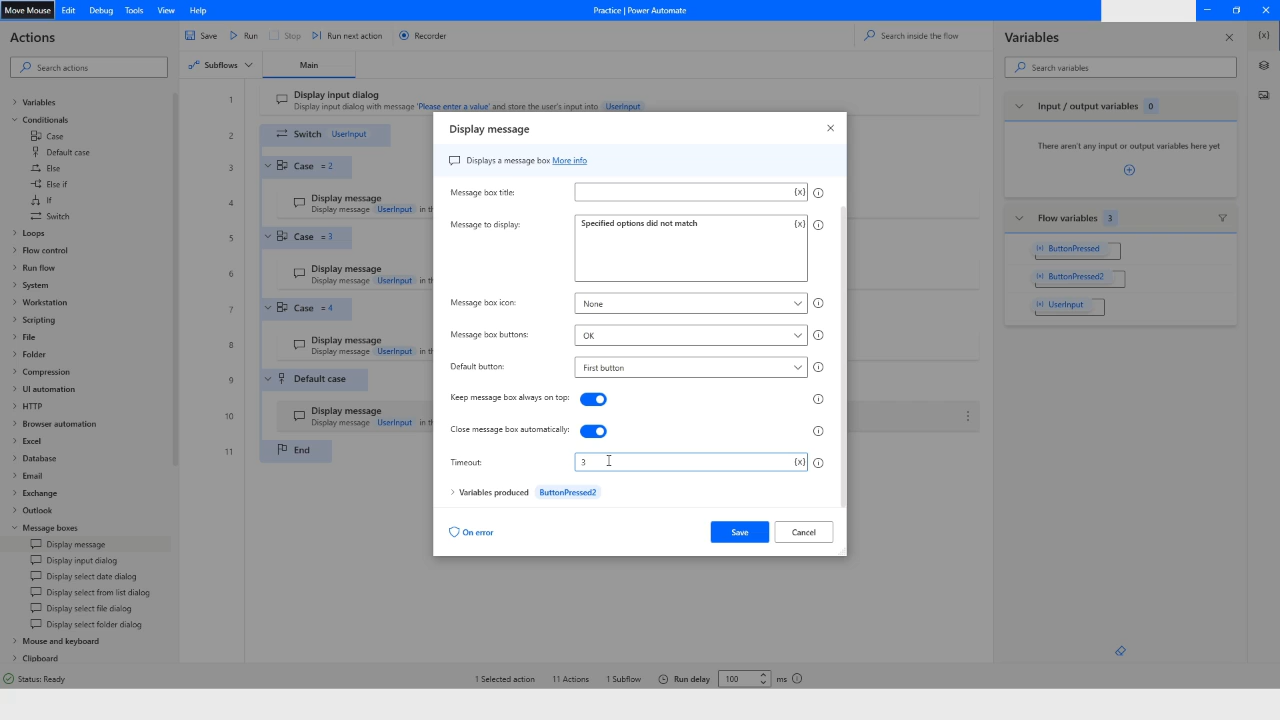 Move Mouse Edit Debug Tools View Help Practice | Power Automate
Actions
Search actions
Variables
Conditionals
Case
Default case
Else
Else if
If
Switch
Loops
Flow control
Run flow
System
Workstation
Scripting
File
Folder
Compression
UI automation
HTTP
Browser automation
Excel
Database
Email
Exchange
Outlook
Message boxes
Display message
Display input dialog
Display select date dialog
Display select from list dialog
Display select file dialog
Display select folder dialog
Mouse and keyboard
Clipboard
Save Run Stop Run next action Recorder Search inside the flow
Subflows Main
1 Display input dialog
Display input dialog with message 'Please enter a value' and store the user's input into UserInput
2 Switch UserInput
3 Case = 2
4 Display message
Display message UserInput in th
5 Case = 3
6 Display message
Display message UserInput in th
7 Case = 4
8 Display message
Display message UserInput in th
9 Default case
10 Display message
Display message UserInput in th
11 End
Display message
Displays a message box More info
Message box title: {x}
Message to display: Specified options did not match {x}
Message box icon: None
Message box buttons: OK
Default button: First button
Keep message box always on top:
Close message box automatically:
Timeout: 3 {x}
Variables produced ButtonPressed2
On error Save Cancel
Variables {x}
Search variables
Input / output variables 0
There aren't any input or output variables here yet
Flow variables 3
(x) ButtonPressed
(x) ButtonPressed2
(x) UserInput
Status: Ready 1 Selected action 11 Actions 1 Subflow Run delay 100 ms